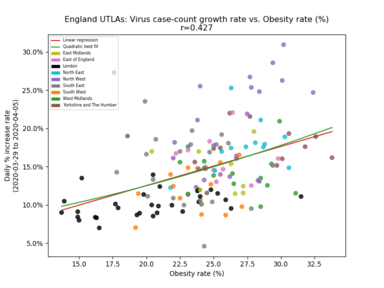 England UTLAs: Virus case-count growth rate vs. Obesity rate (%)
r=0.427
Linear regression
Quadratic best fit
East Midlands
East of England
London
North East
North West
South East
South West
West Midlands
Yorkshire and The Humber
Daily % increase rate
(2020-03-29 to 2020-04-05)
30.0%
25.0%
20.0%
15.0%
10.0%
5.0%
15.0 17.5 20.0 22.5 25.0 27.5 30.0 32.5
Obesity rate (%)